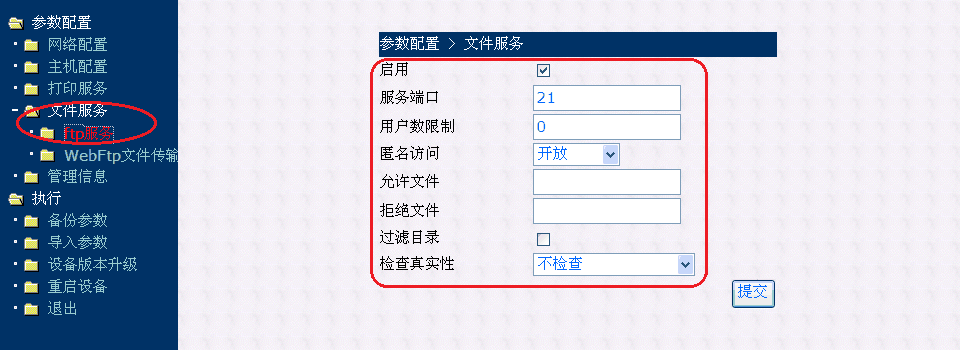 参数配置
网络配置
主机配置
打印服务
文件服务
ftp服务
WebFtp文件传输
管理信息
执行
备份参数
导入参数
设备版本升级
重启设备
退出
参数配置 > 文件服务
启用
服务端口 21
用户数限制 0
匿名访问 开放
允许文件
拒绝文件
过滤目录
检查真实性 不检查
提交